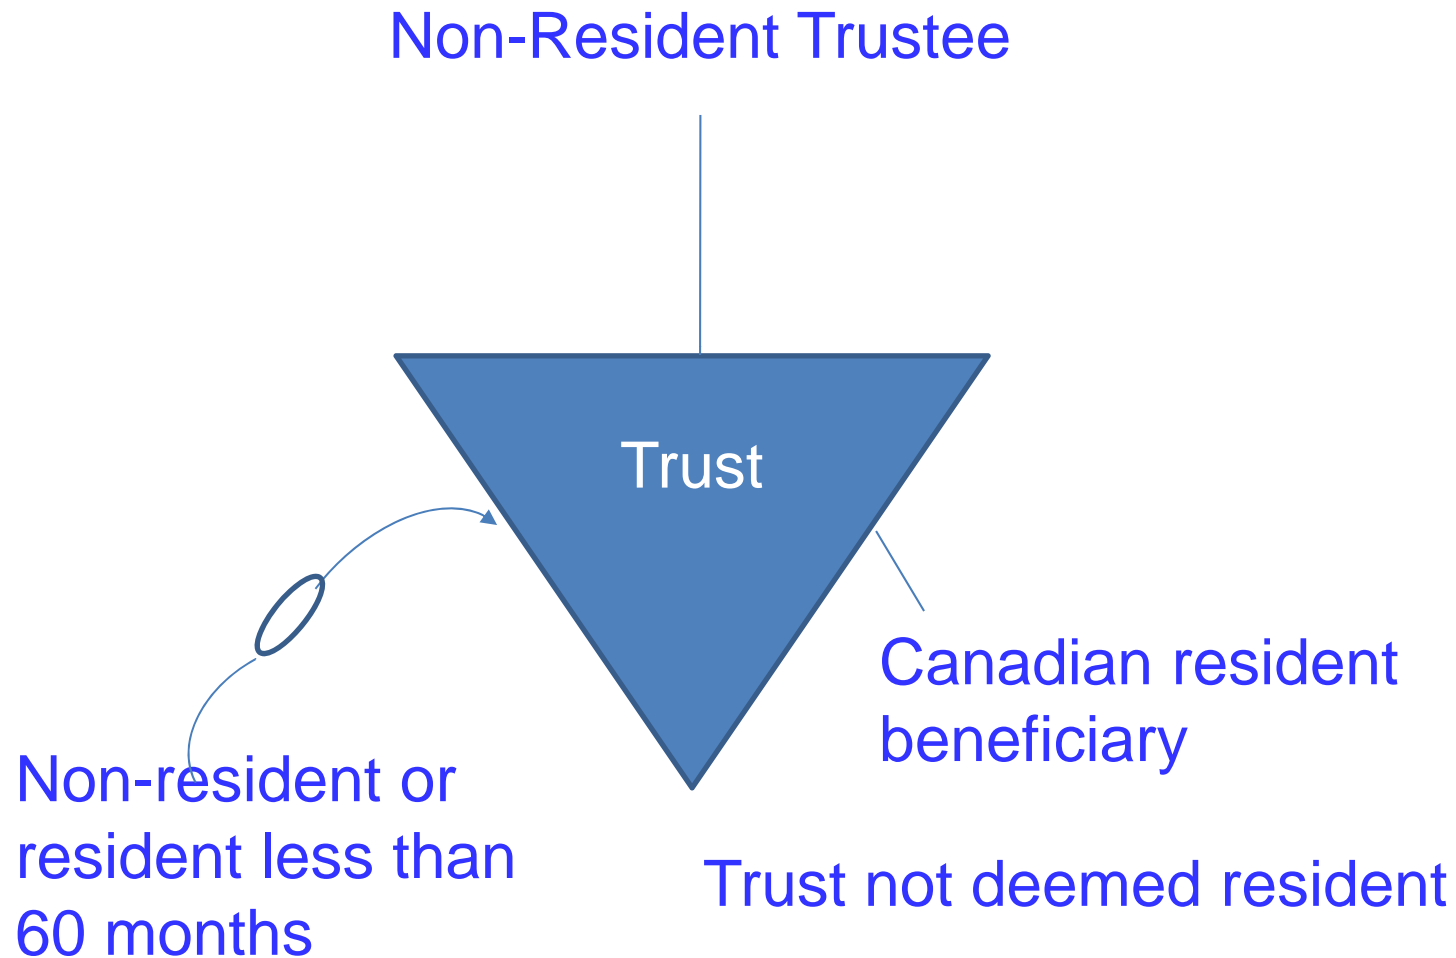 Non-Resident Trustee
Trust
Canadian resident
beneficiary
Non-resident or
resident less than
60 months
Trust not deemed resident